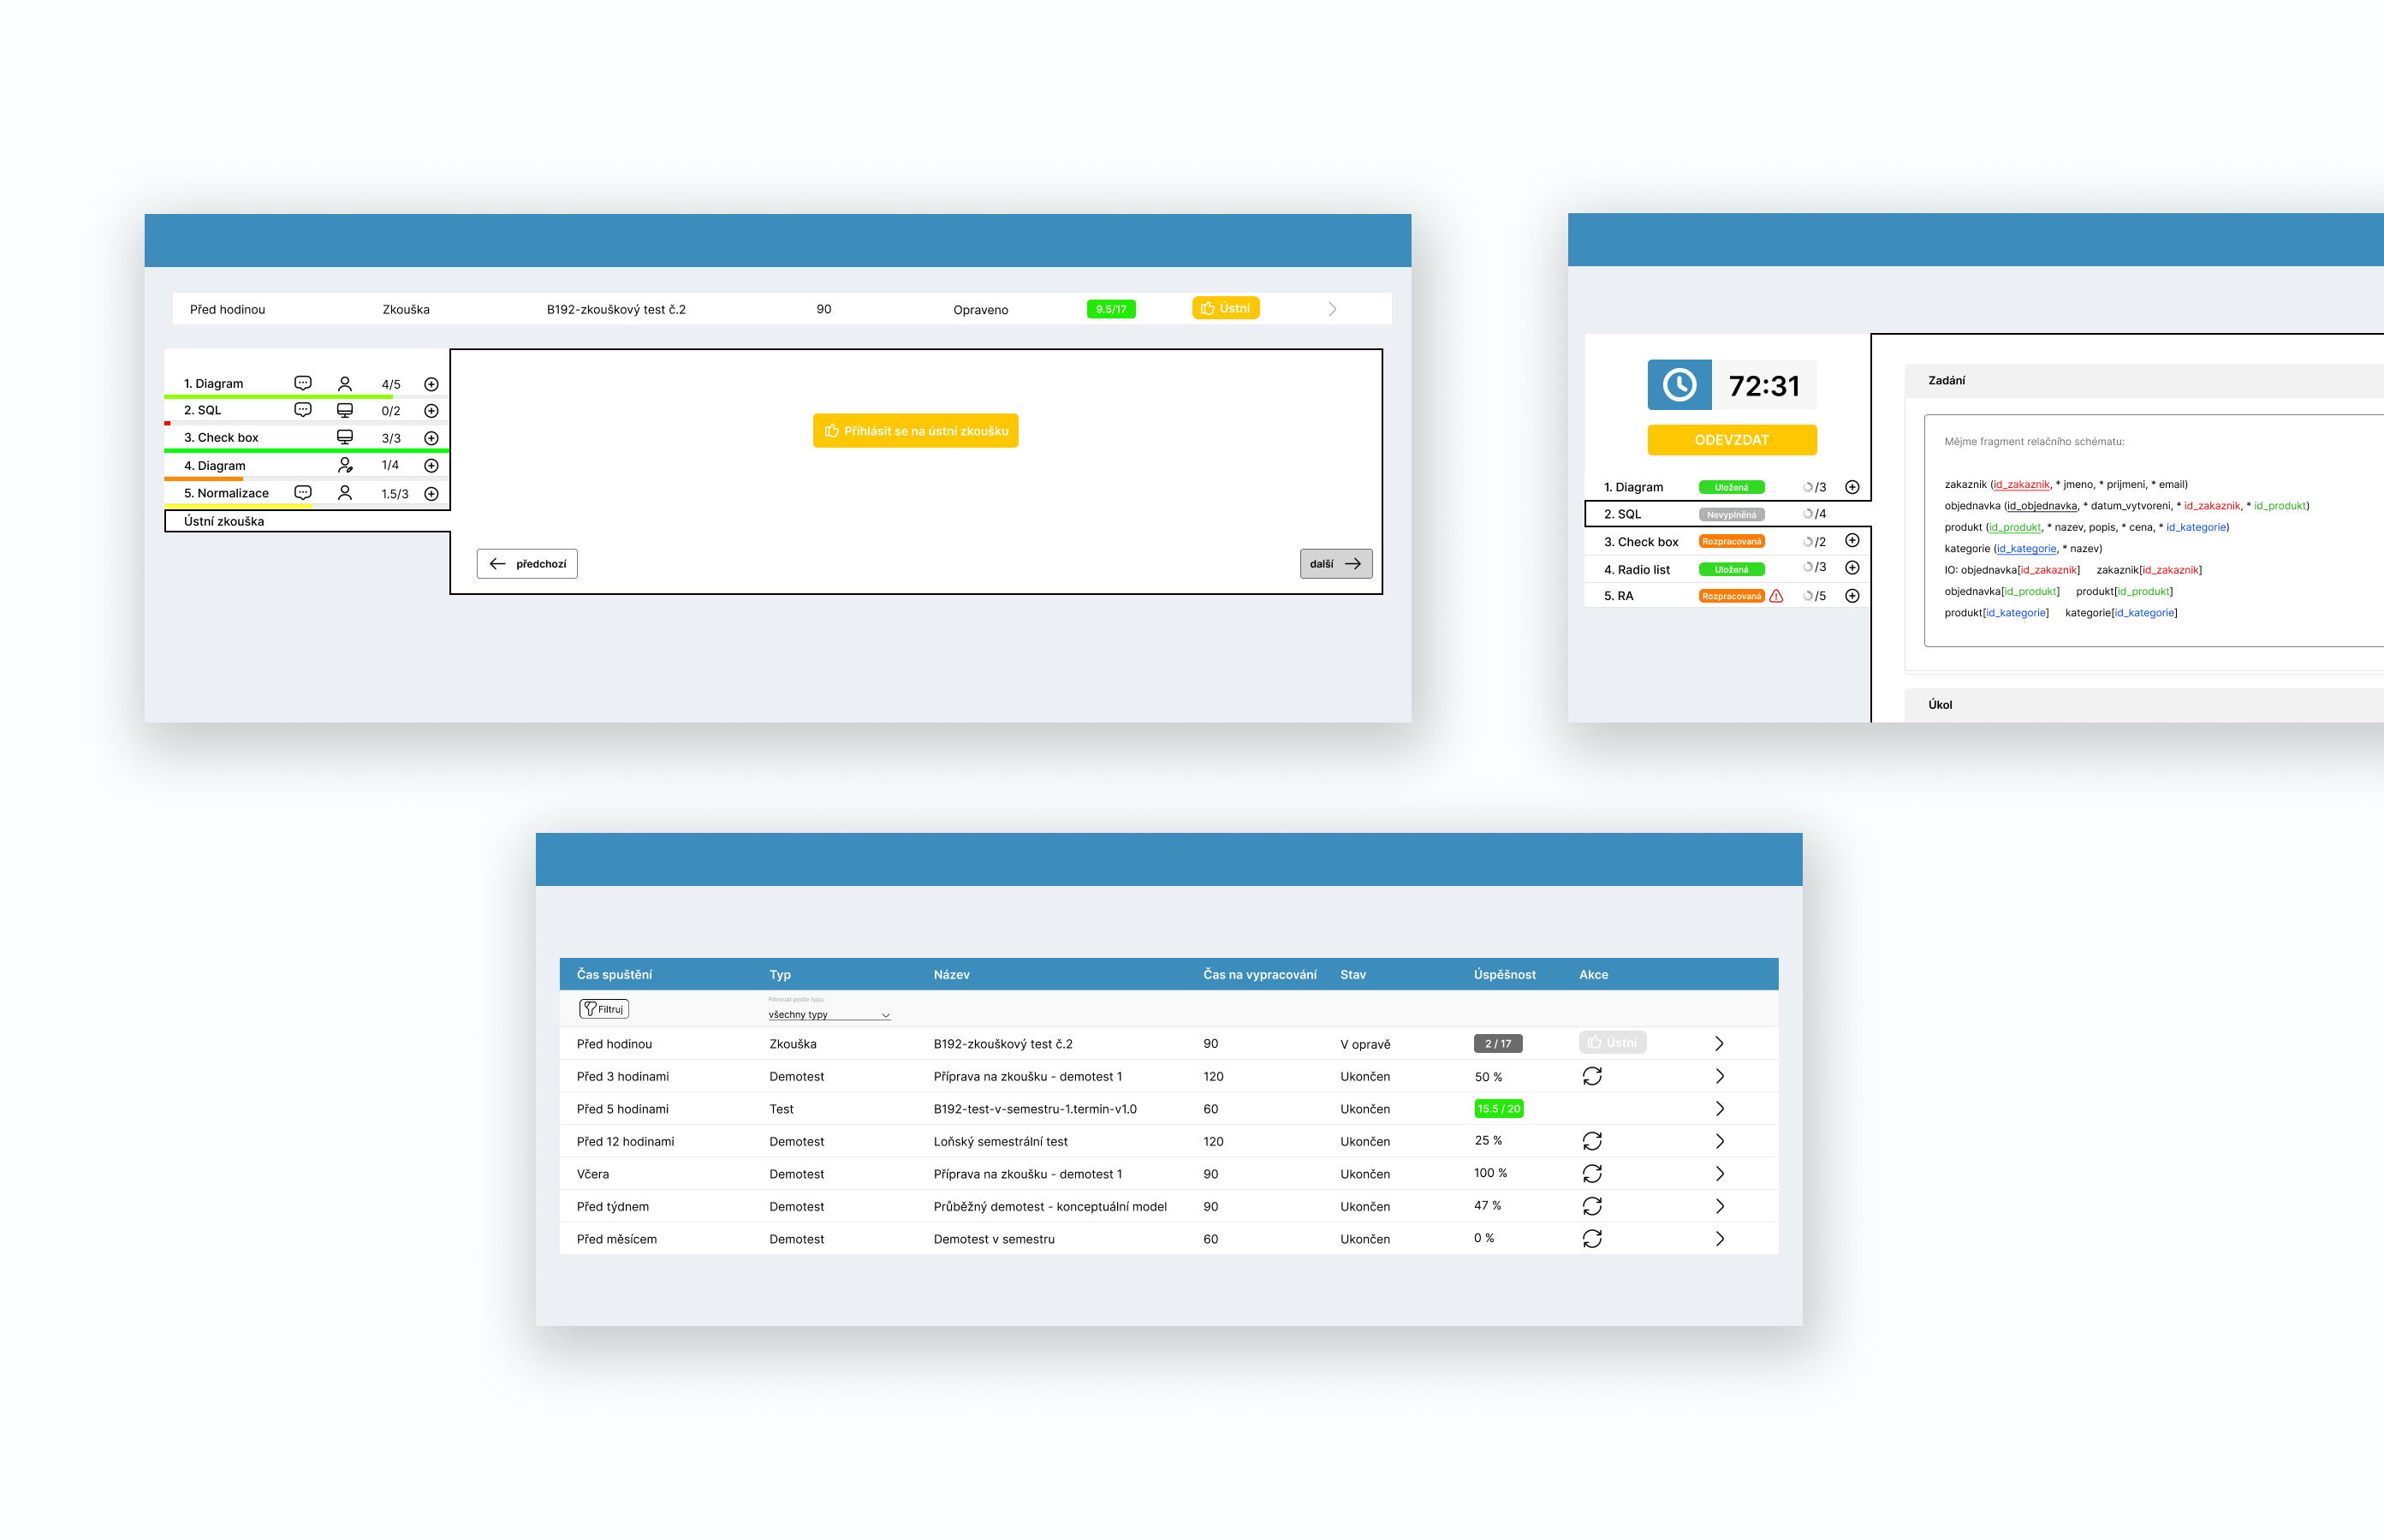 Před hodinou Zkouška B192-zkouškový test č.2 90 Opraveno 9.5/17 Ústní
1. Diagram 4/5
2. SQL 0/2
3. Check box 3/3
4. Diagram 1/4
5. Normalizace 1.5/3
Ústní zkouška
Přihlásit se na ústní zkoušku
předchozí
další
72:31
ODEVZDAT
1. Diagram Uložená /3
2. SQL Nevyplněná /4
3. Check box Rozpracovaná /2
4. Radio list Uložená /3
5. RA Rozpracovaná /5
Zadání
Mějme fragment relačního schématu:
zakaznik (id_zakaznik, * jmeno, * prijmeni, * email)
objednavka (id_objednavka, * datum_vytvoreni, * id_zakaznik, * id_produkt)
produkt (id_produkt, * nazev, popis, * cena, * id_kategorie)
kategorie (id_kategorie, * nazev)
IO: objednavka[id_zakaznik] zakaznik[id_zakaznik]
objednavka[id_produkt] produkt[id_produkt]
produkt[id_kategorie] kategorie[id_kategorie]
Úkol
Čas spuštění Typ Název Čas na vypracování Stav Úspěšnost Akce
Filtruj
Filtrovat podle typu
všechny typy
Před hodinou Zkouška B192-zkouškový test č.2 90 V opravě 2 / 17 Ústní
Před 3 hodinami Demotest Příprava na zkoušku - demotest 1 120 Ukončen 50 %
Před 5 hodinami Test B192-test-v-semestru-1.termin-v1.0 60 Ukončen 15.5 / 20
Před 12 hodinami Demotest Loňský semestrální test 120 Ukončen 25 %
Včera Demotest Příprava na zkoušku - demotest 1 90 Ukončen 100 %
Před týdnem Demotest Průběžný demotest - konceptuální model 90 Ukončen 47 %
Před měsícem Demotest Demotest v semestru 60 Ukončen 0 %